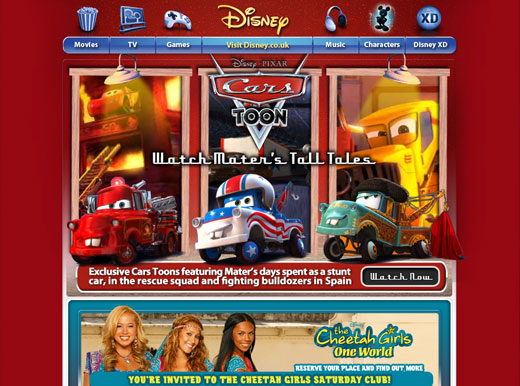 Disney
XD
Movies
TV
Games
Visit Disney.co.uk
Music
Characters
Disney XD
Disney PIXAR
Cars
TOON
Watch Mater's Tall Tales
Exclusive Cars Toons featuring Mater's days spent as a stunt
car, in the rescue squad and fighting bulldozers in Spain
Watch Now
the
Cheetah Girls
One World
RESERVE YOUR PLACE AND FIND OUT MORE
YOU'RE INVITED TO THE CHEETAH GIRLS SATURDAY CLUB!